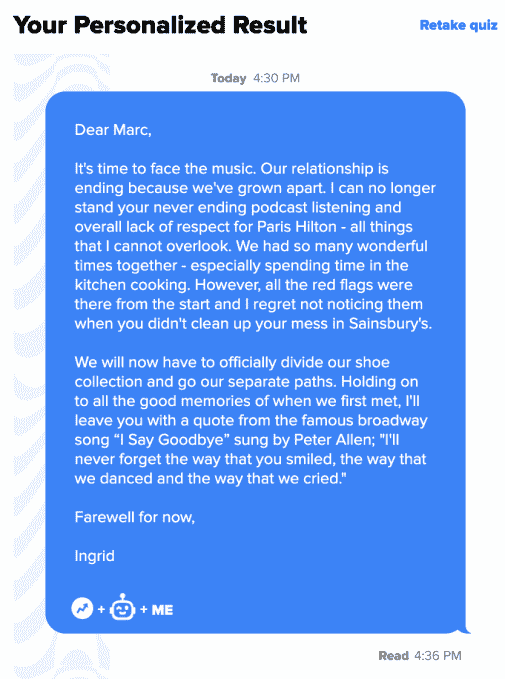 Your Personalized Result
Retake quiz
Today 4:30 PM
Dear Marc,
It's time to face the music. Our relationship is
ending because we've grown apart. I can no longer
stand your never ending podcast listening and
overall lack of respect for Paris Hilton - all things
that I cannot overlook. We had so many wonderful
times together - especially spending time in the
kitchen cooking. However, all the red flags were
there from the start and I regret not noticing them
when you didn't clean up your mess in Sainsbury's.
We will now have to officially divide our shoe
collection and go our separate paths. Holding on
to all the good memories of when we first met, I'll
leave you with a quote from the famous broadway
song “I Say Goodbye” sung by Peter Allen; "I'll
never forget the way that you smiled, the way that
we danced and the way that we cried."
Farewell for now,
Ingrid
+ + ME
Read 4:36 PM